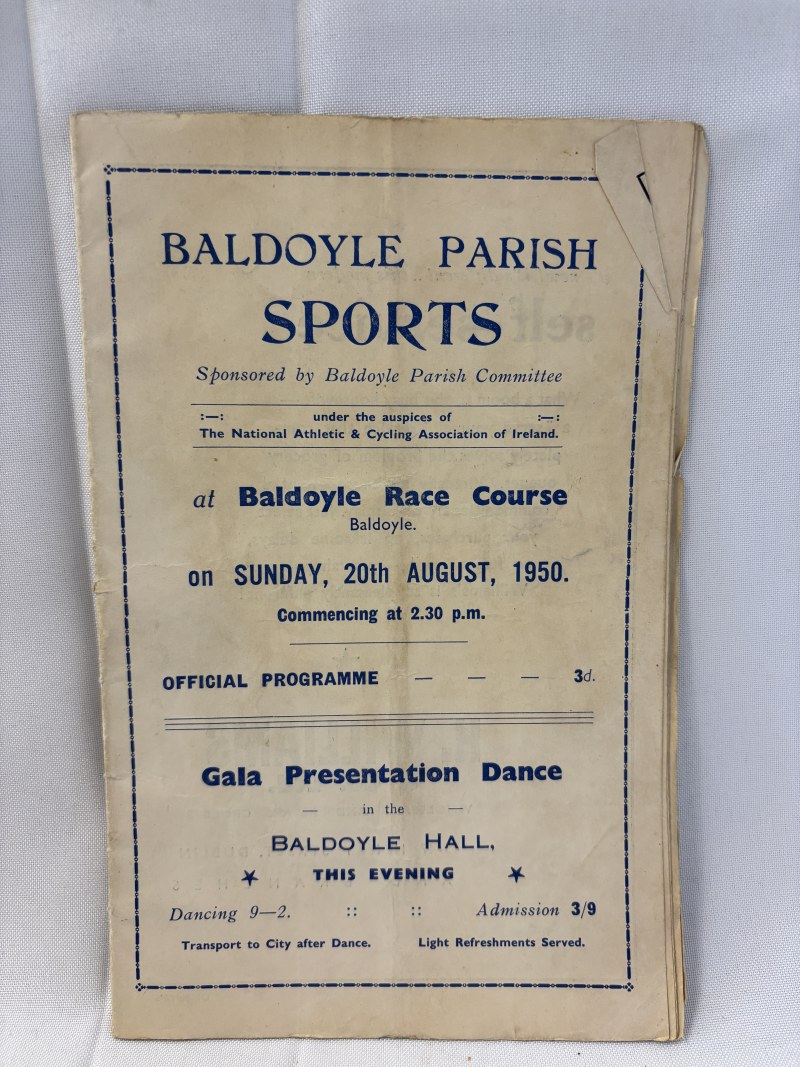 BALDOYLE PARISH
SPORTS
Sponsored by Baldoyle Parish Committee
:—: under the auspices of :—:
The National Athletic & Cycling Association of Ireland.
at Baldoyle Race Course
Baldoyle.
on SUNDAY, 20th AUGUST, 1950.
Commencing at 2.30 p.m.
OFFICIAL PROGRAMME — — — 3d.
Gala Presentation Dance
— in the —
BALDOYLE HALL,
THIS EVENING
Dancing 9—2. :: :: Admission 3/9
Transport to City after Dance. Light Refreshments Served.